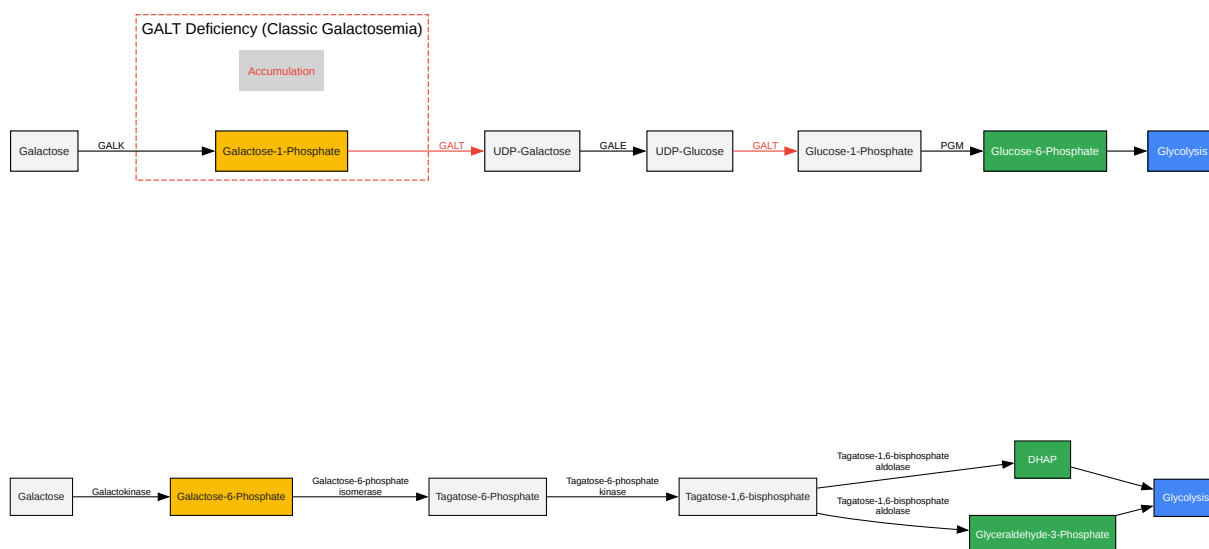 GALT Deficiency (Classic Galactosemia)
Accumulation
Galactose
GALK
Galactose-1-Phosphate
GALT
UDP-Galactose
GALE
UDP-Glucose
GALT
Glucose-1-Phosphate
PGM
Glucose-6-Phosphate
Glycolysis
Galactose
Galactokinase
Galactose-6-Phosphate
Galactose-6-phosphate
isomerase
Tagatose-6-Phosphate
Tagatose-6-phosphate
kinase
Tagatose-1,6-bisphosphate
Tagatose-1,6-bisphosphate
aldolase
DHAP
Tagatose-1,6-bisphosphate
aldolase
Glyceraldehyde-3-Phosphate
Glycolysis